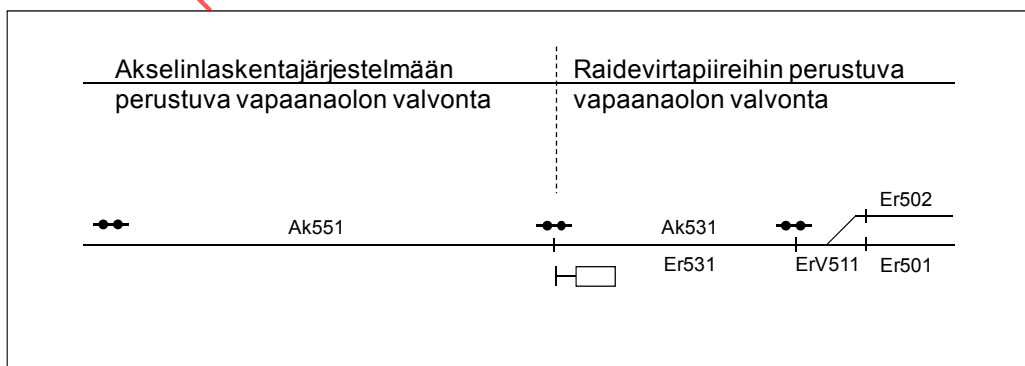 Akselinlaskentajärjestelmään
perustuva vapaanaolon valvonta
Raidevirtapiireihin perustuva
vapaanaolon valvonta
Er502
Ak551
Ak531
Er531
ErV511
Er501